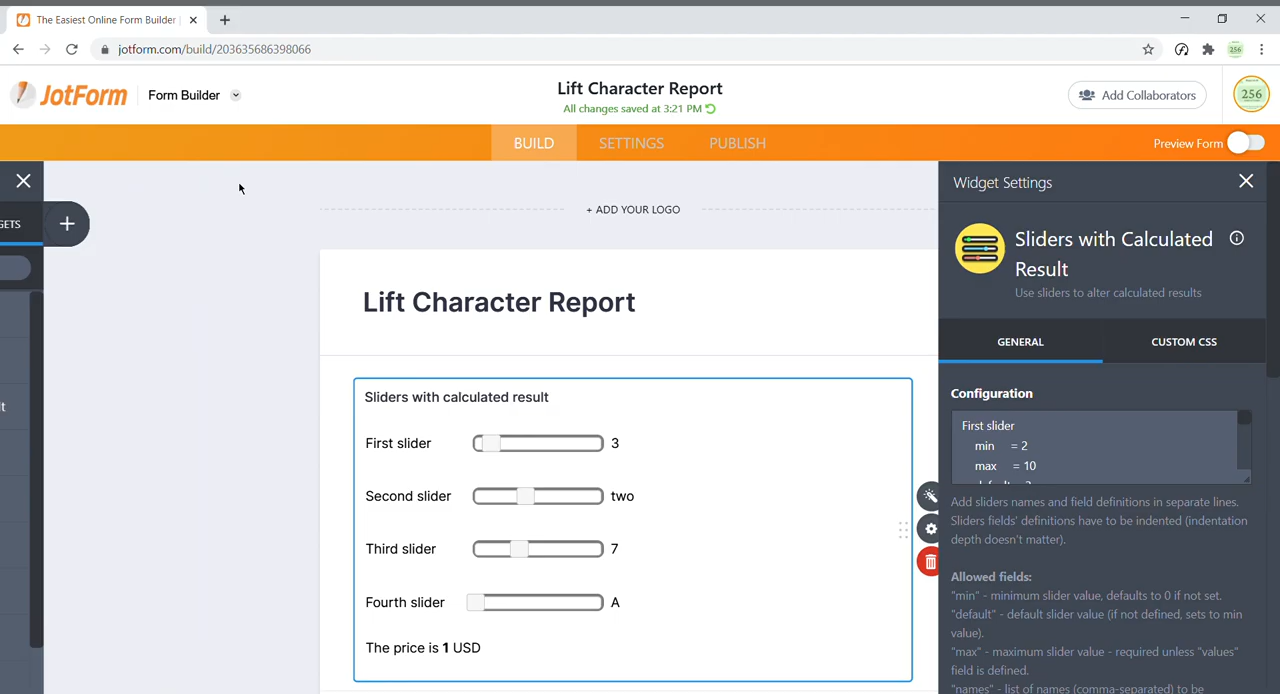 The Easiest Online Form Builder
jotform.com/build/203635686398066
256
JotForm
Form Builder
Lift Character Report
All changes saved at 3:21 PM
Add Collaborators
256
BUILD
SETTINGS
PUBLISH
Preview Form
GETS
+ ADD YOUR LOGO
Lift Character Report
Sliders with calculated result
First slider
3
Second slider
two
Third slider
7
Fourth slider
A
The price is 1 USD
Widget Settings
Sliders with Calculated
Result
Use sliders to alter calculated results
GENERAL
CUSTOM CSS
Configuration
First slider
min = 2
max = 10
Add sliders names and field definitions in separate lines.
Sliders fields' definitions have to be indented (indentation
depth doesn't matter).
Allowed fields:
"min" - minimum slider value, defaults to 0 if not set.
"default" - default slider value (if not defined, sets to min
value).
"max" - maximum slider value - required unless "values"
field is defined.
"names" - list of names (comma-separated) to be